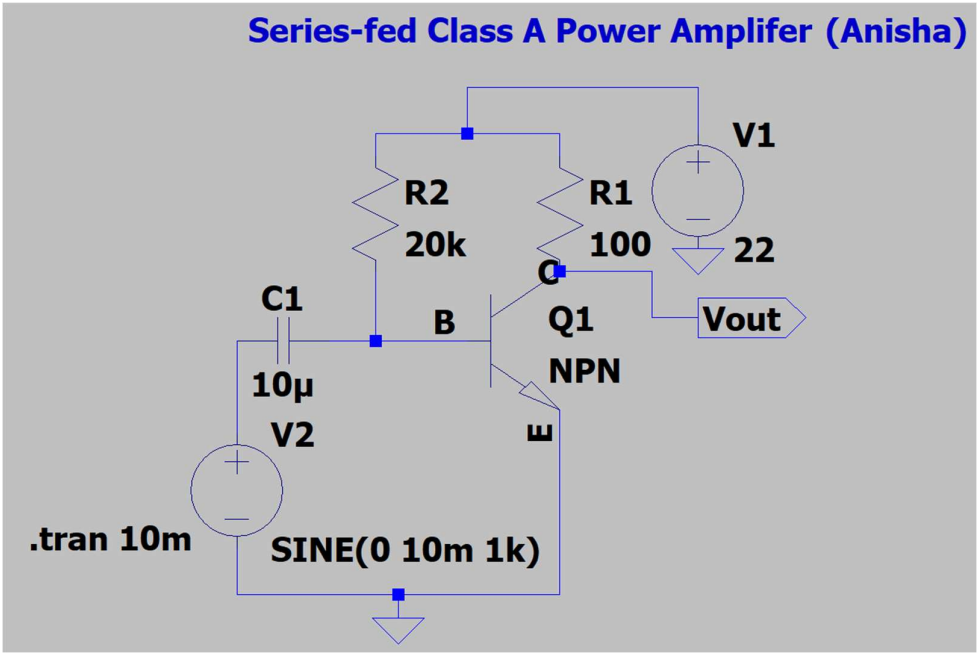 Series-fed Class A Power Amplifer (Anisha)
V1
R2
R1
20k
100
22
C
C1
B
Q1
Vout
NPN
10µ
V2
E
.tran 10m
SINE(0 10m 1k)